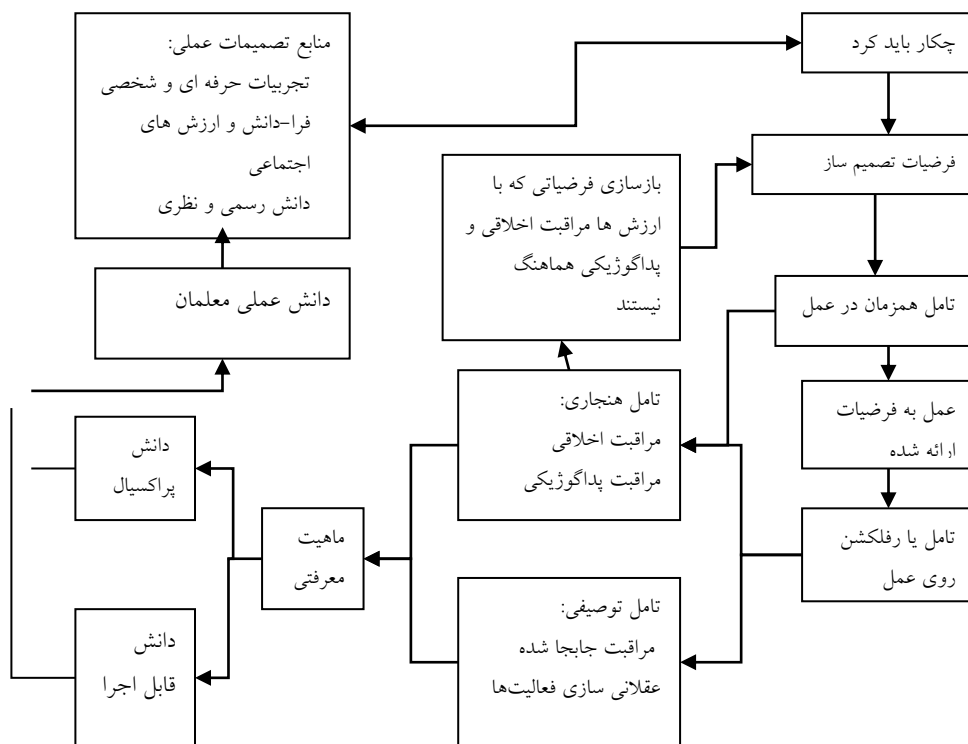 چکار باید کرد
منابع تصمیمات عملی:
تجربیات حرفه ای و شخصی
فرا-دانش و ارزش های
اجتماعی
دانش رسمی و نظری
فرضیات تصمیم ساز
بازسازی فرضیاتی که با
ارزش ها مراقبت اخلاقی و
پداگوژیکی هماهنگ
نیستند
دانش عملی معلمان
تامل همزمان در عمل
عمل به فرضیات
ارائه شده
تامل هنجاری:
مراقبت اخلاقی
مراقبت پداگوژیکی
دانش
پراکسیال
تامل یا رفلکشن
روی عمل
ماهیت
معرفتی
تامل توصیفی:
مراقبت جابجا شده
عقلانی سازی فعالیت‌ها
دانش
قابل اجرا